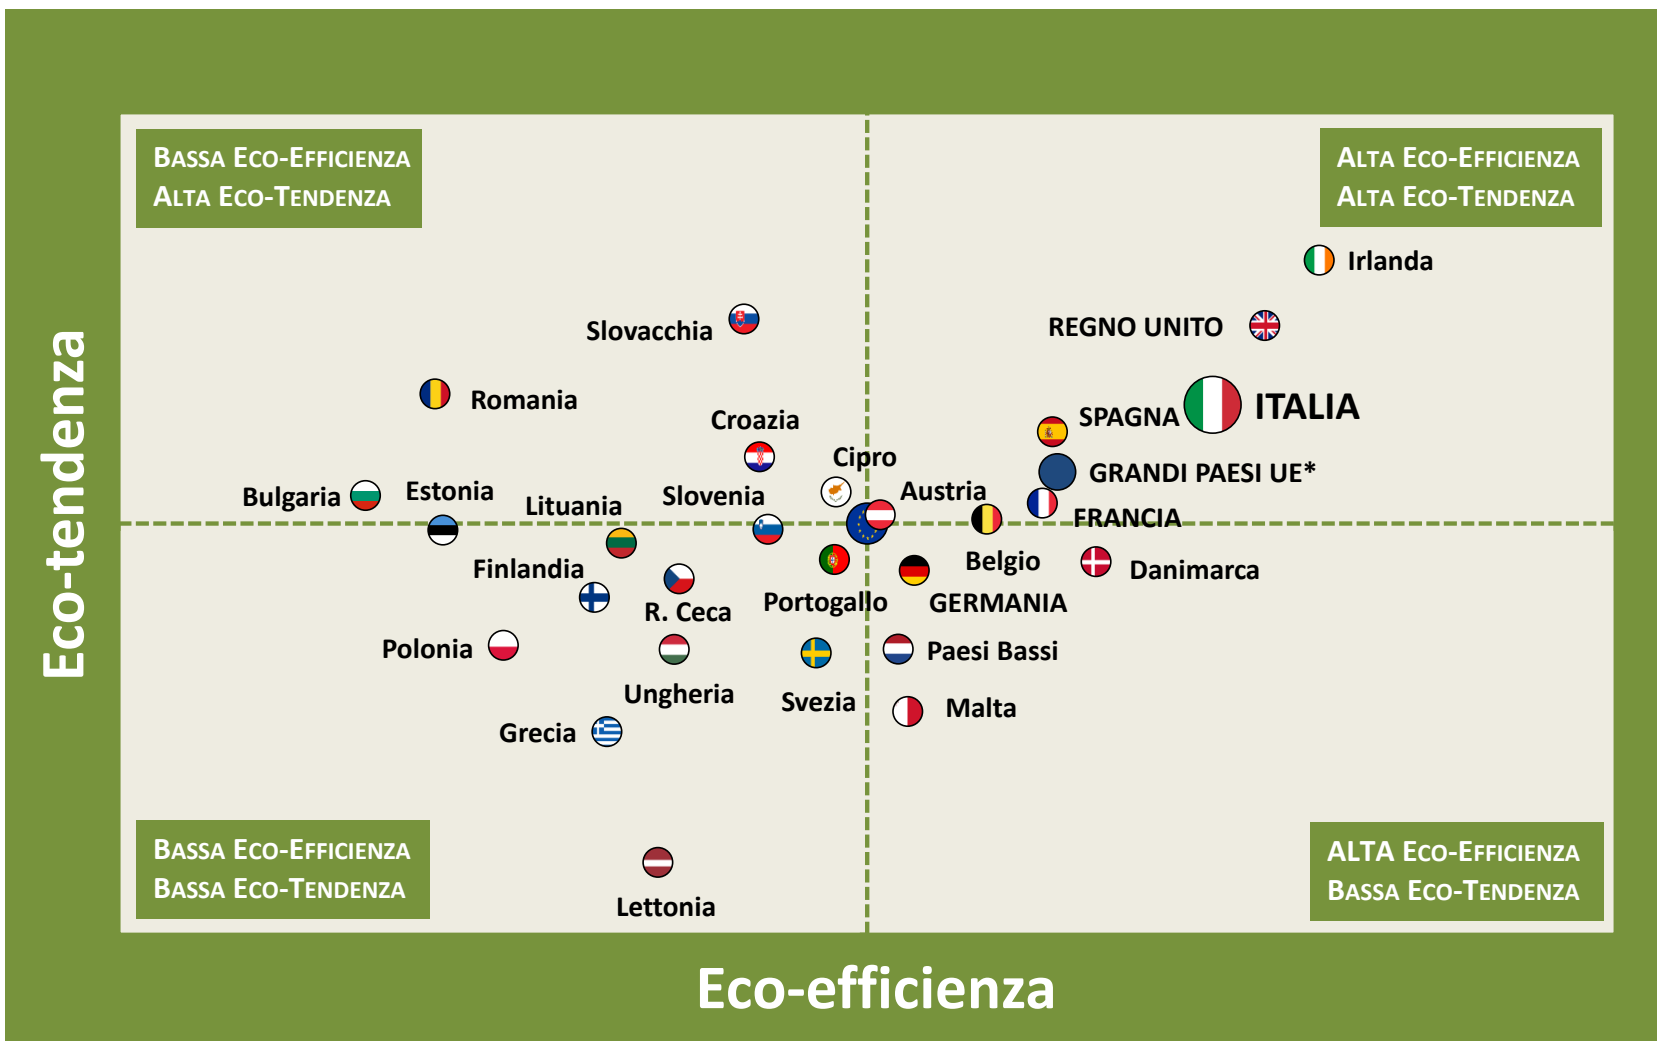 BASSA ECO-EFFICIENZA
ALTA ECO-TENDENZA
ALTA ECO-EFFICIENZA
ALTA ECO-TENDENZA
Irlanda
REGNO UNITO
Slovacchia
Romania
ITALIA
SPAGNA
Croazia
Cipro
GRANDI PAESI UE*
Bulgaria
Estonia
Lituania
Slovenia
Austria
FRANCIA
Finlandia
Belgio
Danimarca
R. Ceca
Portogallo
GERMANIA
Polonia
Paesi Bassi
Ungheria
Svezia
Malta
Grecia
BASSA ECO-EFFICIENZA
BASSA ECO-TENDENZA
Lettonia
ALTA ECO-EFFICIENZA
BASSA ECO-TENDENZA
Eco-tendenza
Eco-efficienza